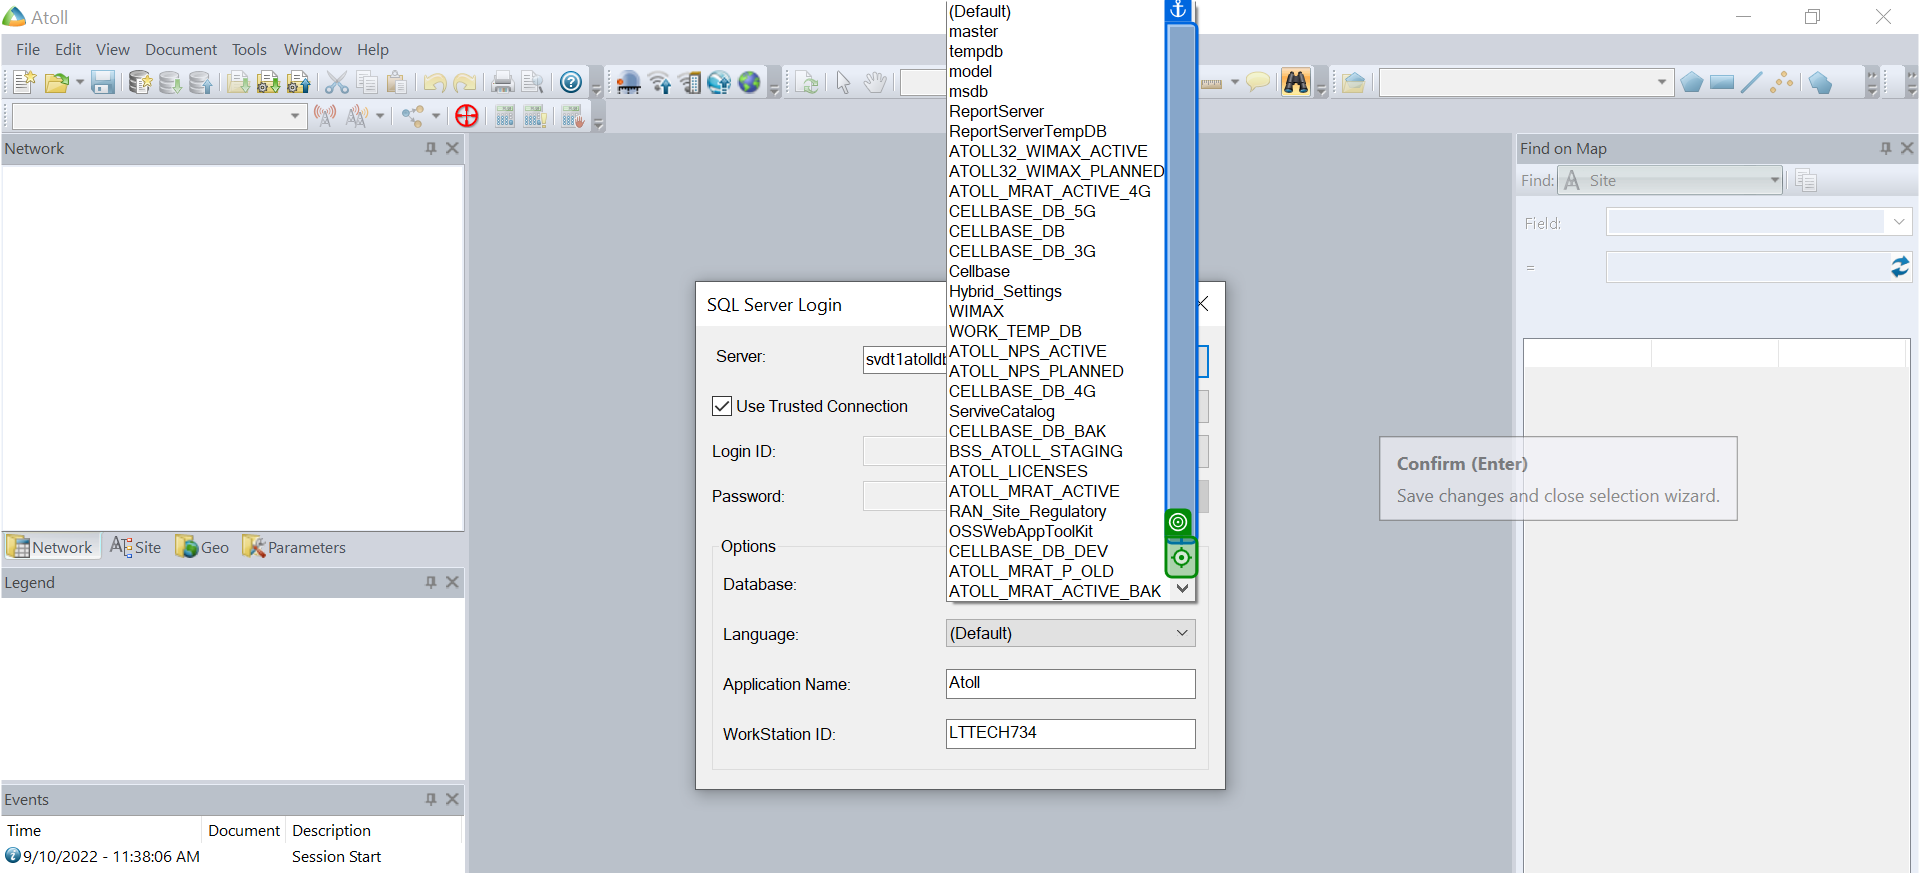 Atoll
File Edit View Document Tools Window Help
Network
Network Site Geo Parameters
Legend
Events
Time Document Description
9/10/2022 - 11:38:06 AM Session Start
SQL Server Login
Server: svdt1atolldb
Use Trusted Connection
Login ID:
Password:
Options
Database:
Language: (Default)
Application Name: Atoll
WorkStation ID: LTTECH734
(Default)
master
tempdb
model
msdb
ReportServer
ReportServerTempDB
ATOLL32_WIMAX_ACTIVE
ATOLL32_WIMAX_PLANNED
ATOLL_MRAT_ACTIVE_4G
CELLBASE_DB_5G
CELLBASE_DB
CELLBASE_DB_3G
Cellbase
Hybrid_Settings
WIMAX
WORK_TEMP_DB
ATOLL_NPS_ACTIVE
ATOLL_NPS_PLANNED
CELLBASE_DB_4G
ServiveCatalog
CELLBASE_DB_BAK
BSS_ATOLL_STAGING
ATOLL_LICENSES
ATOLL_MRAT_ACTIVE
RAN_Site_Regulatory
OSSWebAppToolKit
CELLBASE_DB_DEV
ATOLL_MRAT_P_OLD
ATOLL_MRAT_ACTIVE_BAK
Find on Map
Find: Site
Field:
=
Confirm (Enter)
Save changes and close selection wizard.